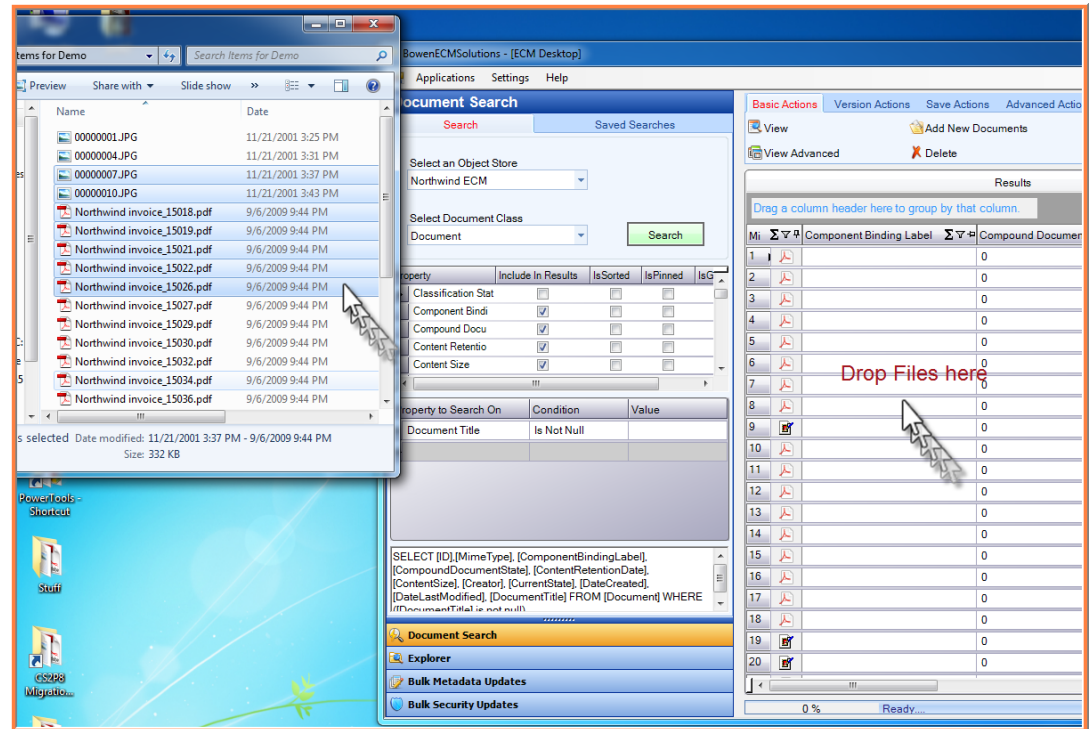 tems for Demo
Search Items for Demo
Preview Share with Slide show »
Name Date
00000001.JPG 11/21/2001 3:25 PM
00000004.JPG 11/21/2001 3:31 PM
00000007.JPG 11/21/2001 3:37 PM
00000010.JPG 11/21/2001 3:43 PM
Northwind invoice_15018.pdf 9/6/2009 9:44 PM
Northwind invoice_15019.pdf 9/6/2009 9:44 PM
Northwind invoice_15021.pdf 9/6/2009 9:44 PM
Northwind invoice_15022.pdf 9/6/2009 9:44 PM
Northwind invoice_15026.pdf 9/6/2009 9:44 PM
Northwind invoice_15027.pdf 9/6/2009 9:44 PM
Northwind invoice_15029.pdf 9/6/2009 9:44 PM
Northwind invoice_15030.pdf 9/6/2009 9:44 PM
Northwind invoice_15032.pdf 9/6/2009 9:44 PM
Northwind invoice_15034.pdf 9/6/2009 9:44 PM
Northwind invoice_15036.pdf 9/6/2009 9:44 PM
s selected Date modified: 11/21/2001 3:37 PM - 9/6/2009 9:44 PM
Size: 332 KB
PowerTools -
Shortcut
Stuff
CS2P8
Migratio...
BowenECMSolutions - [ECM Desktop]
Applications Settings Help
ocument Search
Search Saved Searches
Select an Object Store
Northwind ECM
Select Document Class
Document
Search
roperty Include In Results IsSorted IsPinned IsG
Classification Stat
Component Bindi
Compound Docu
Content Retentio
Content Size
roperty to Search On Condition Value
Document Title Is Not Null
SELECT [ID],[MimeType], [ComponentBindingLabel],
[CompoundDocumentState], [ContentRetentionDate],
[ContentSize], [Creator], [CurrentState], [DateCreated],
[DateLastModified], [DocumentTitle] FROM [Document] WHERE
([DocumentTitle] is not null)
Document Search
Explorer
Bulk Metadata Updates
Bulk Security Updates
Basic Actions Version Actions Save Actions Advanced Actio
View Add New Documents
View Advanced Delete
Results
Drag a column header here to group by that column.
Mi Component Binding Label Compound Documen
1 0
2 0
3 0
4 0
5 0
6 0
Drop Files here
7 0
8 0
9 0
10 0
11 0
12 0
13 0
14 0
15 0
16 0
17 0
18 0
19 0
20 0
0 % Ready....